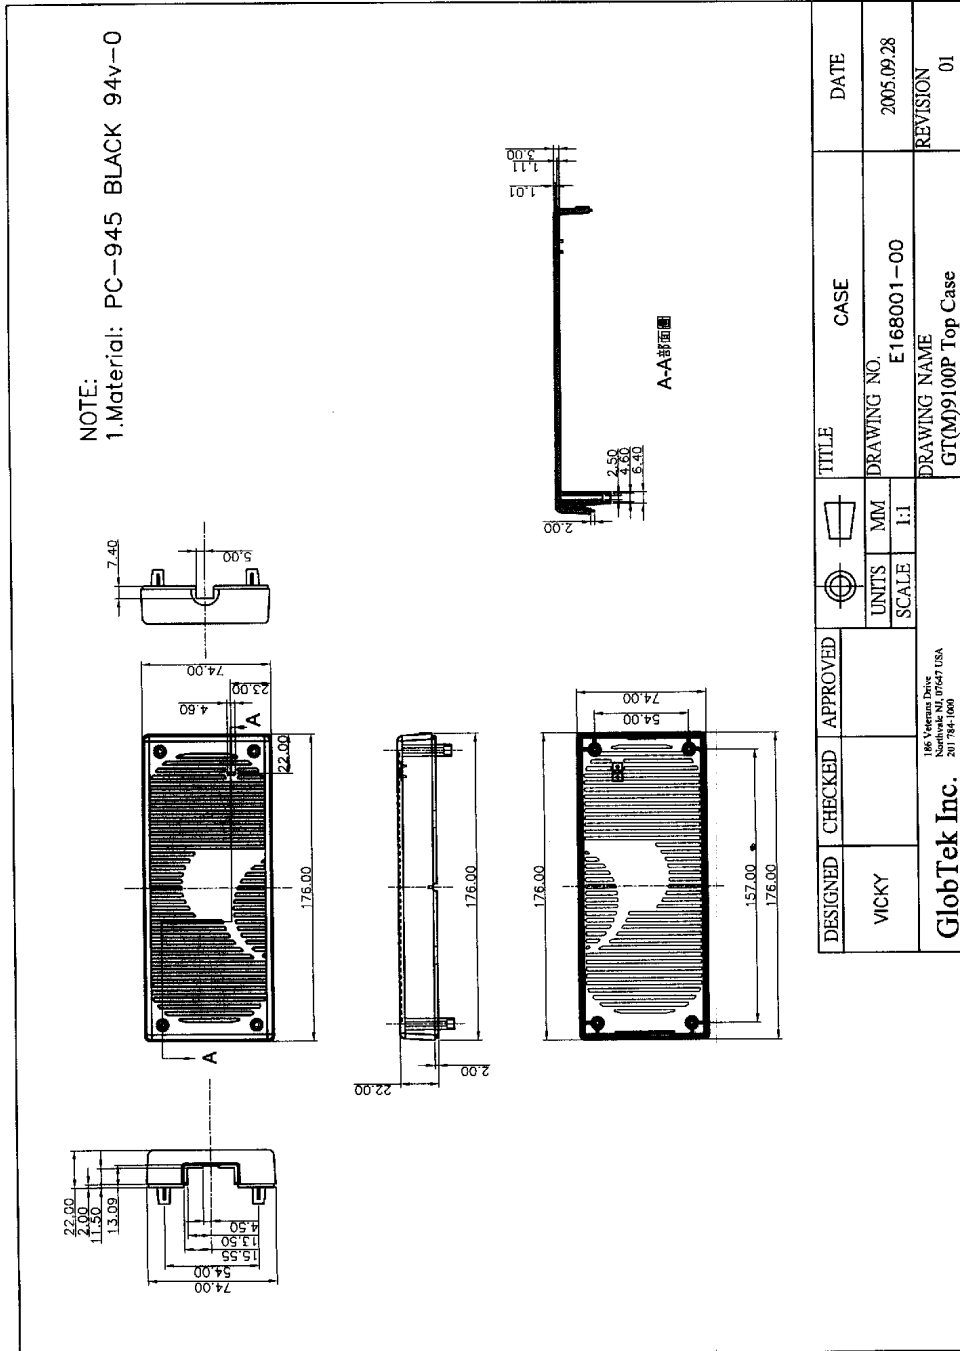 NOTE:
1.Material: PC-945 BLACK 94v-0
22.00
2.00
11.50
13.09
4.50
13.50
15.55
54.00
74.00
A
A
176.00
22.00
4.60
23.00
74.00
7.40
5.00
22.00
2.00
176.00
176.00
54.00
74.00
157.00
176.00
2.00
2.50
4.60
6.40
1.01
1.11
3.00
A-A部面圖
DESIGNED
CHECKED
APPROVED
VICKY
UNITS
MM
SCALE
1:1
TITLE
CASE
DATE
DRAWING NO.
E168001-00
2005.09.28
DRAWING NAME
GT(M)9100P Top Case
REVISION
01
GlobTek Inc.
186 Veterans Drive
Northvale NJ, 07647 USA
201 784-1000